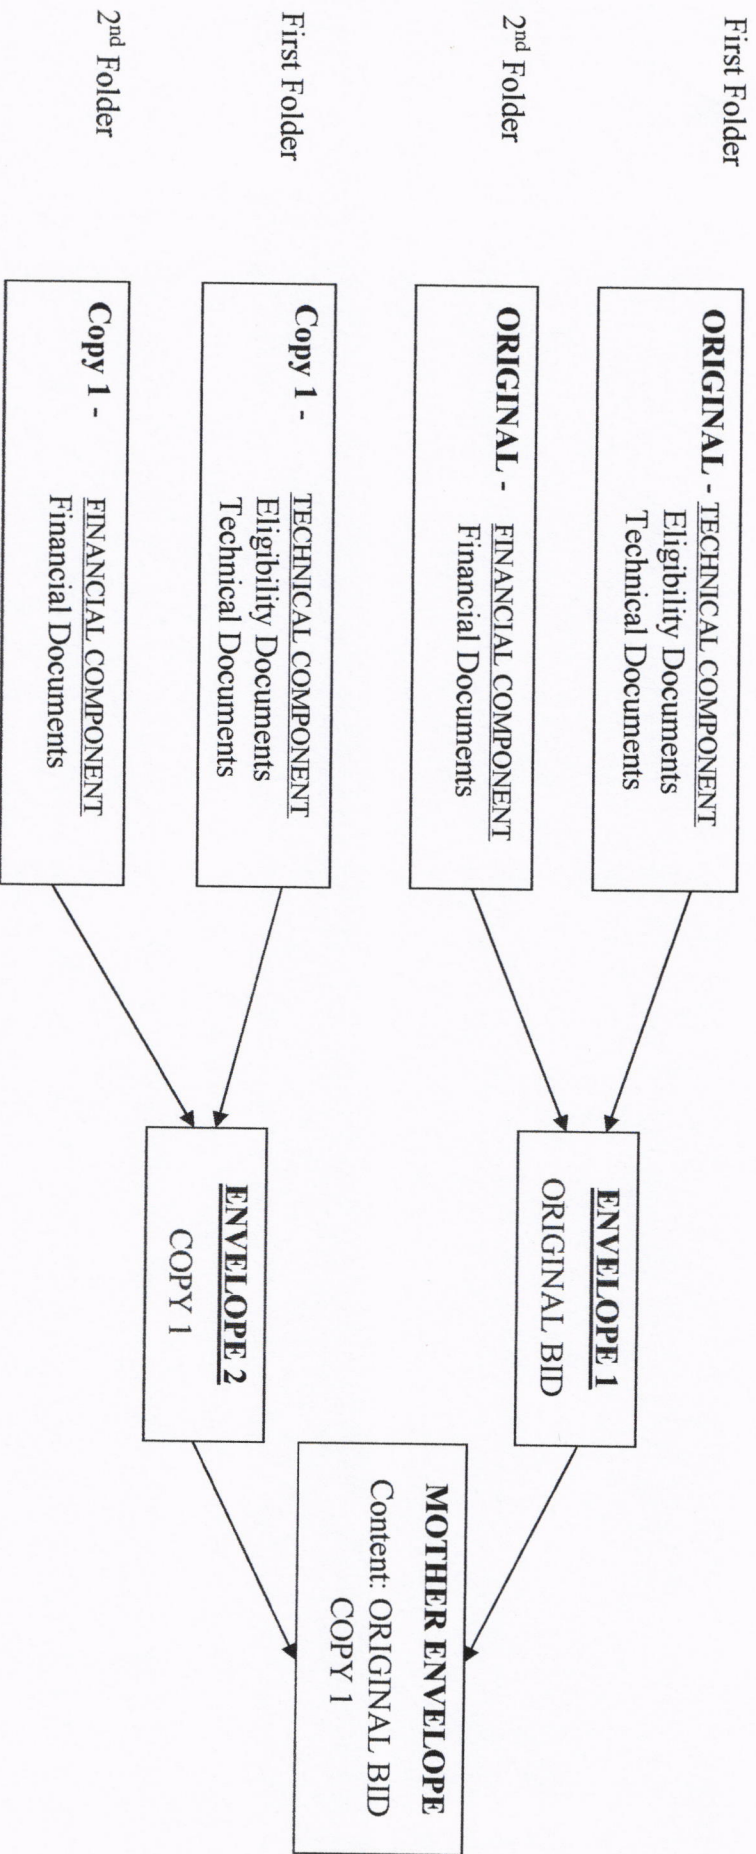 First Folder
ORIGINAL - TECHNICAL COMPONENT
Eligibility Documents
Technical Documents
2nd Folder
ORIGINAL - FINANCIAL COMPONENT
Financial Documents
First Folder
Copy 1 - TECHNICAL COMPONENT
Eligibility Documents
Technical Documents
2nd Folder
Copy 1 - FINANCIAL COMPONENT
Financial Documents
ENVELOPE 1
ORIGINAL BID
ENVELOPE 2
COPY 1
MOTHER ENVELOPE
Content: ORIGINAL BID
COPY 1